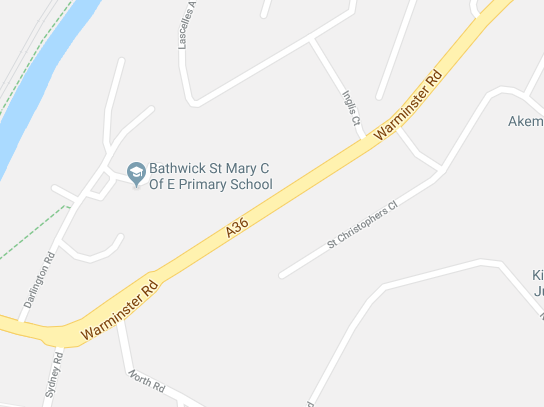 Lascelles A
Inglis Ct
Warminster Rd
Akem
Bathwick St Mary C
Of E Primary School
A36
St Christophers Cl
Darlington Rd
Ki
Ju
Warminster Rd
Sydney Rd
North Rd